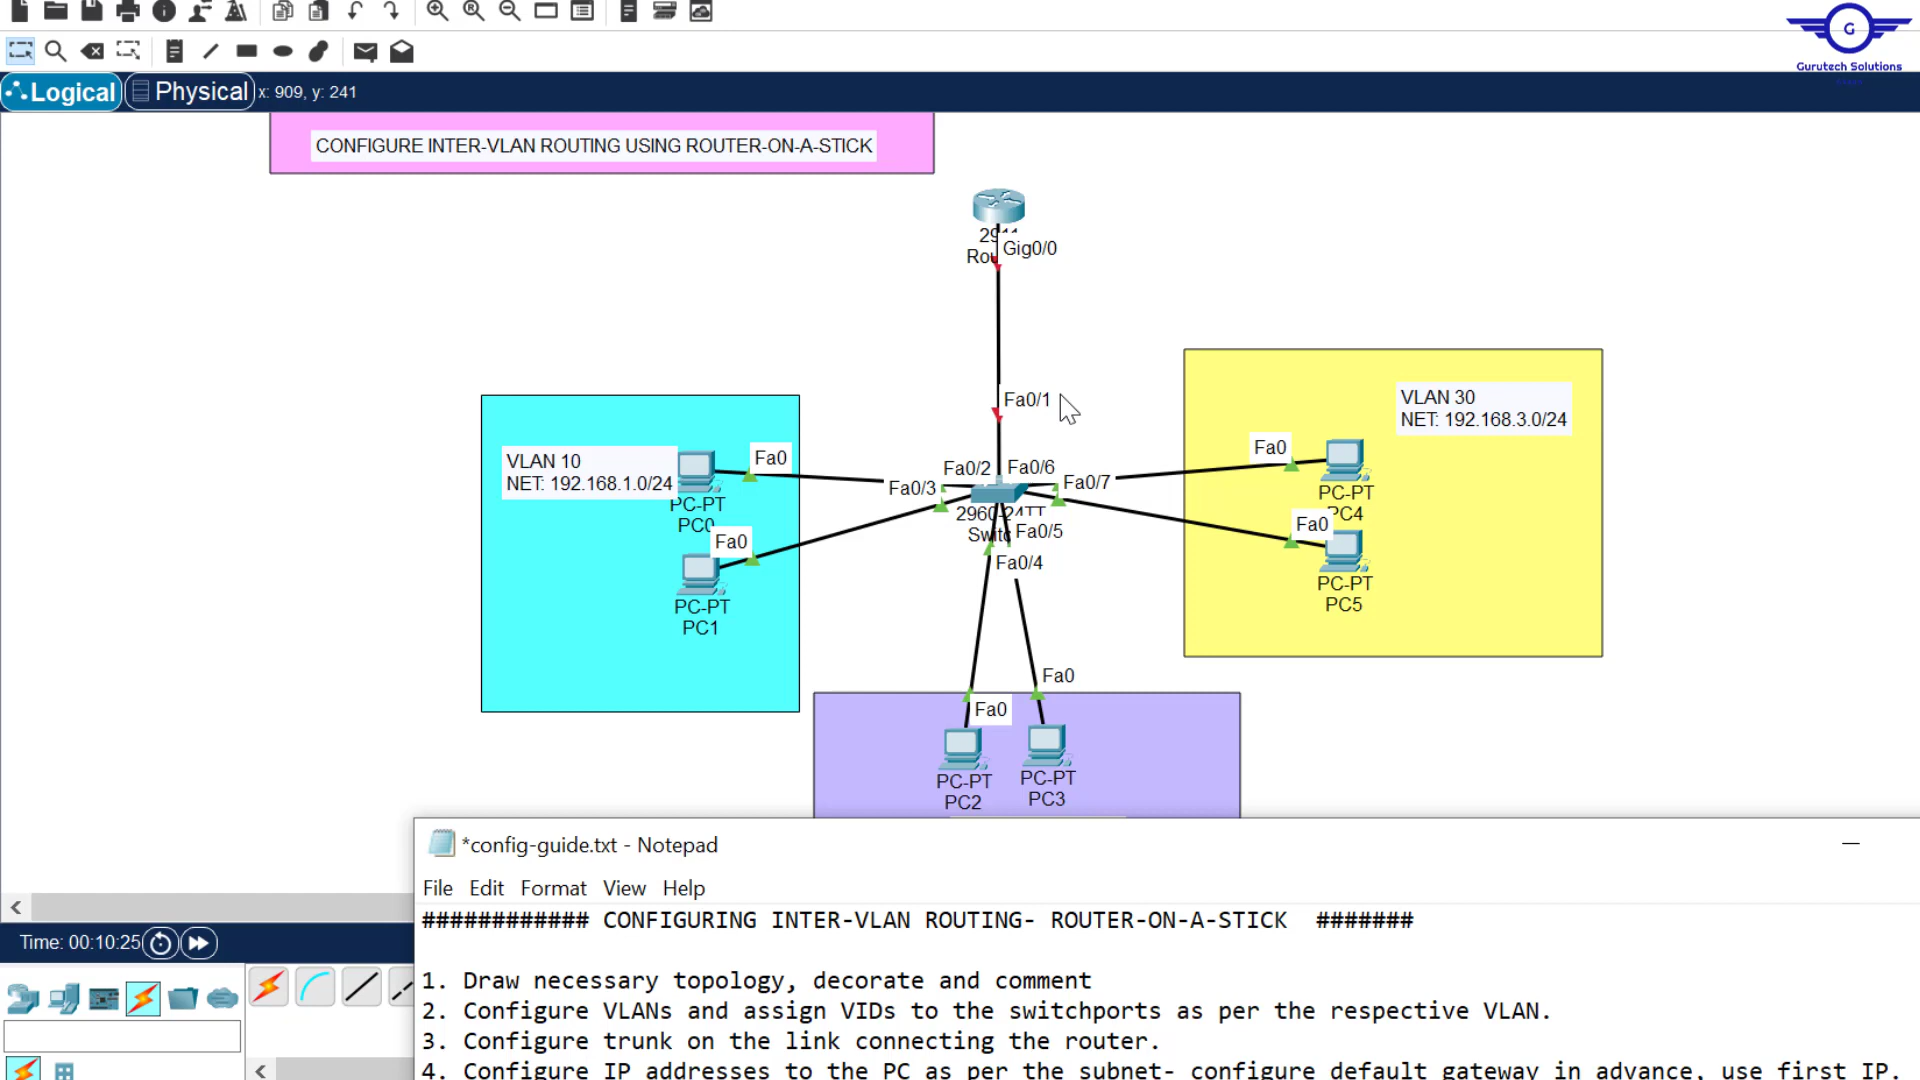 G
Gurutech Solutions
Logical
Physical
x: 909, y: 241
CONFIGURE INTER-VLAN ROUTING USING ROUTER-ON-A-STICK
Gig0/0
Fa0/1
VLAN 30
NET: 192.168.3.0/24
Fa0
VLAN 10
NET: 192.168.1.0/24
Fa0
Fa0/2
Fa0/6
Fa0/7
Fa0/3
PC-PT
PC0
PC-PT
PC4
2960-24TT
Fa0/5
Fa0
Fa0
Fa0/4
PC-PT
PC5
PC-PT
PC1
Fa0
Fa0
PC-PT
PC2
PC-PT
PC3
*config-guide.txt - Notepad
File Edit Format View Help
############ CONFIGURING INTER-VLAN ROUTING- ROUTER-ON-A-STICK #######
Time: 00:10:25
1. Draw necessary topology, decorate and comment
2. Configure VLANs and assign VIDs to the switchports as per the respective VLAN.
3. Configure trunk on the link connecting the router.
4. Configure IP addresses to the PC as per the subnet- configure default gateway in advance, use first IP.